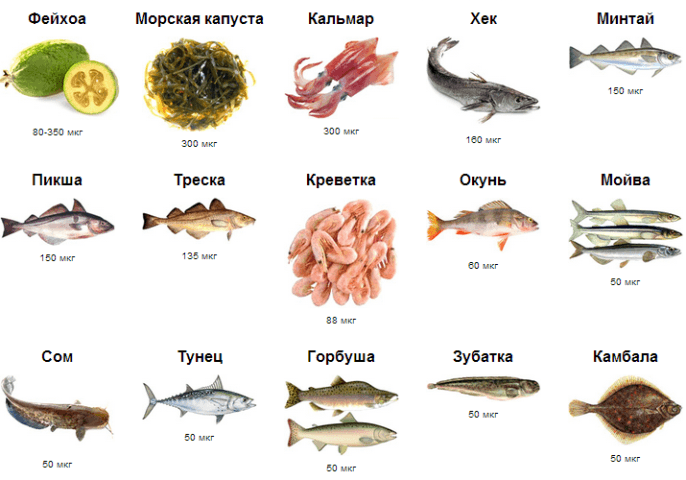 Фейхоа
Морская капуста
Кальмар
Хек
Минтай
80-350 мкг
300 мкг
300 мкг
160 мкг
150 мкг
Пикша
Треска
Креветка
Окунь
Мойва
150 мкг
135 мкг
88 мкг
60 мкг
50 мкг
Сом
Тунец
Горбуша
Зубатка
Камбала
50 мкг
50 мкг
50 мкг
50 мкг
50 мкг